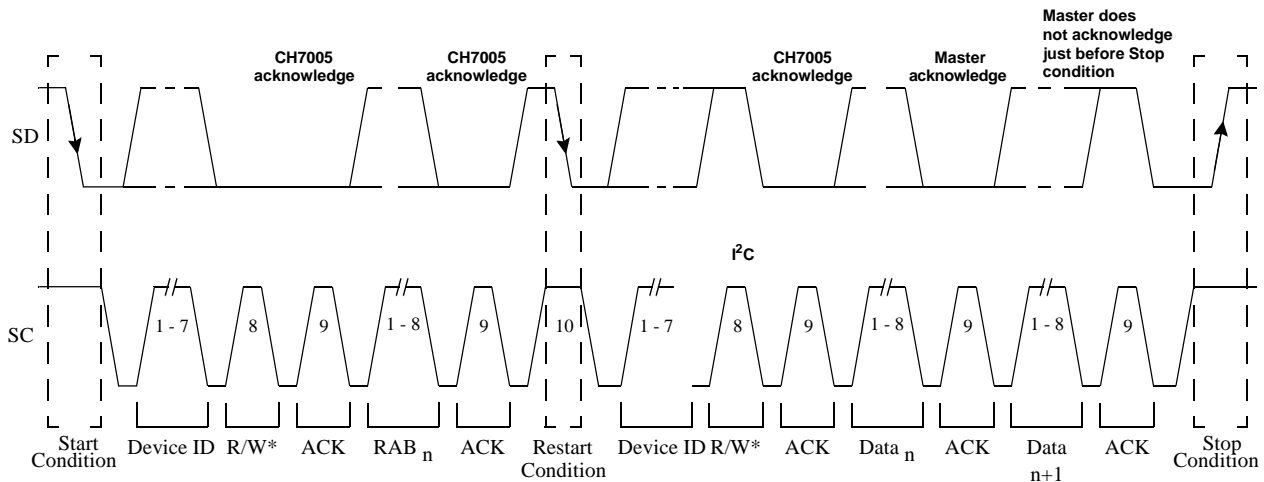 Master does
not acknowledge
just before Stop
condition
CH7005
acknowledge
CH7005
acknowledge
CH7005
acknowledge
Master
acknowledge
SD
I²C
SC
1 - 7
8
9
1 - 8
9
10
1 - 7
8
9
1 - 8
9
1 - 8
9
Start
Condition
Device ID
R/W*
ACK
RAB n
ACK
Restart
Condition
Device ID
R/W*
ACK
Data n
ACK
Data
n+1
ACK
Stop
Condition